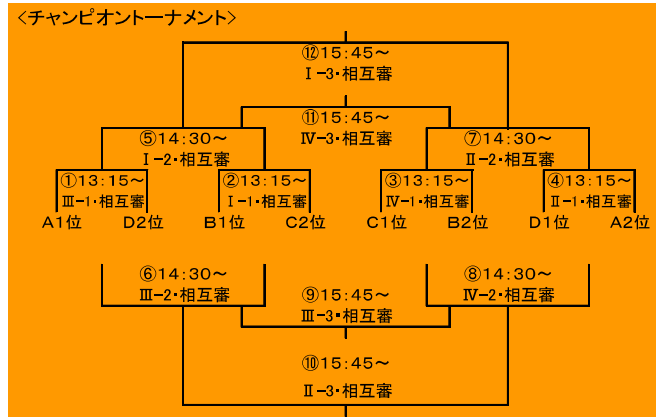 <チャンピオントーナメント>
⑫15:45~
Ⅰ-3・相互審
⑪15:45~
Ⅳ-3・相互審
⑤14:30~
Ⅰ-2・相互審
⑦14:30~
Ⅱ-2・相互審
①13:15~
Ⅲ-1・相互審
②13:15~
Ⅰ-1・相互審
③13:15~
Ⅳ-1・相互審
④13:15~
Ⅱ-1・相互審
A1位 D2位 B1位 C2位 C1位 B2位 D1位 A2位
⑥14:30~
Ⅲ-2・相互審
⑧14:30~
Ⅳ-2・相互審
⑨15:45~
Ⅲ-3・相互審
⑩15:45~
Ⅱ-3・相互審